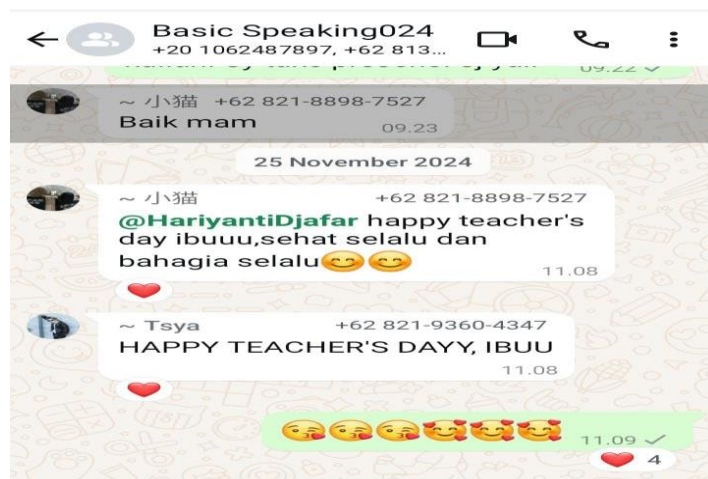 Basic Speaking024
+20 1062487897, +62 813...
09.22
~ 小猫 +62 821-8898-7527
Baik mam
09.23
25 November 2024
~ 小猫 +62 821-8898-7527
@HariyantiDjafar happy teacher's
day ibuuu,sehat selalu dan
bahagia selalu😊😊
11.08
~ Tsya +62 821-9360-4347
HAPPY TEACHER'S DAYY, IBUU
11.08
😘😘😘🥰🥰🥰 11.09
4